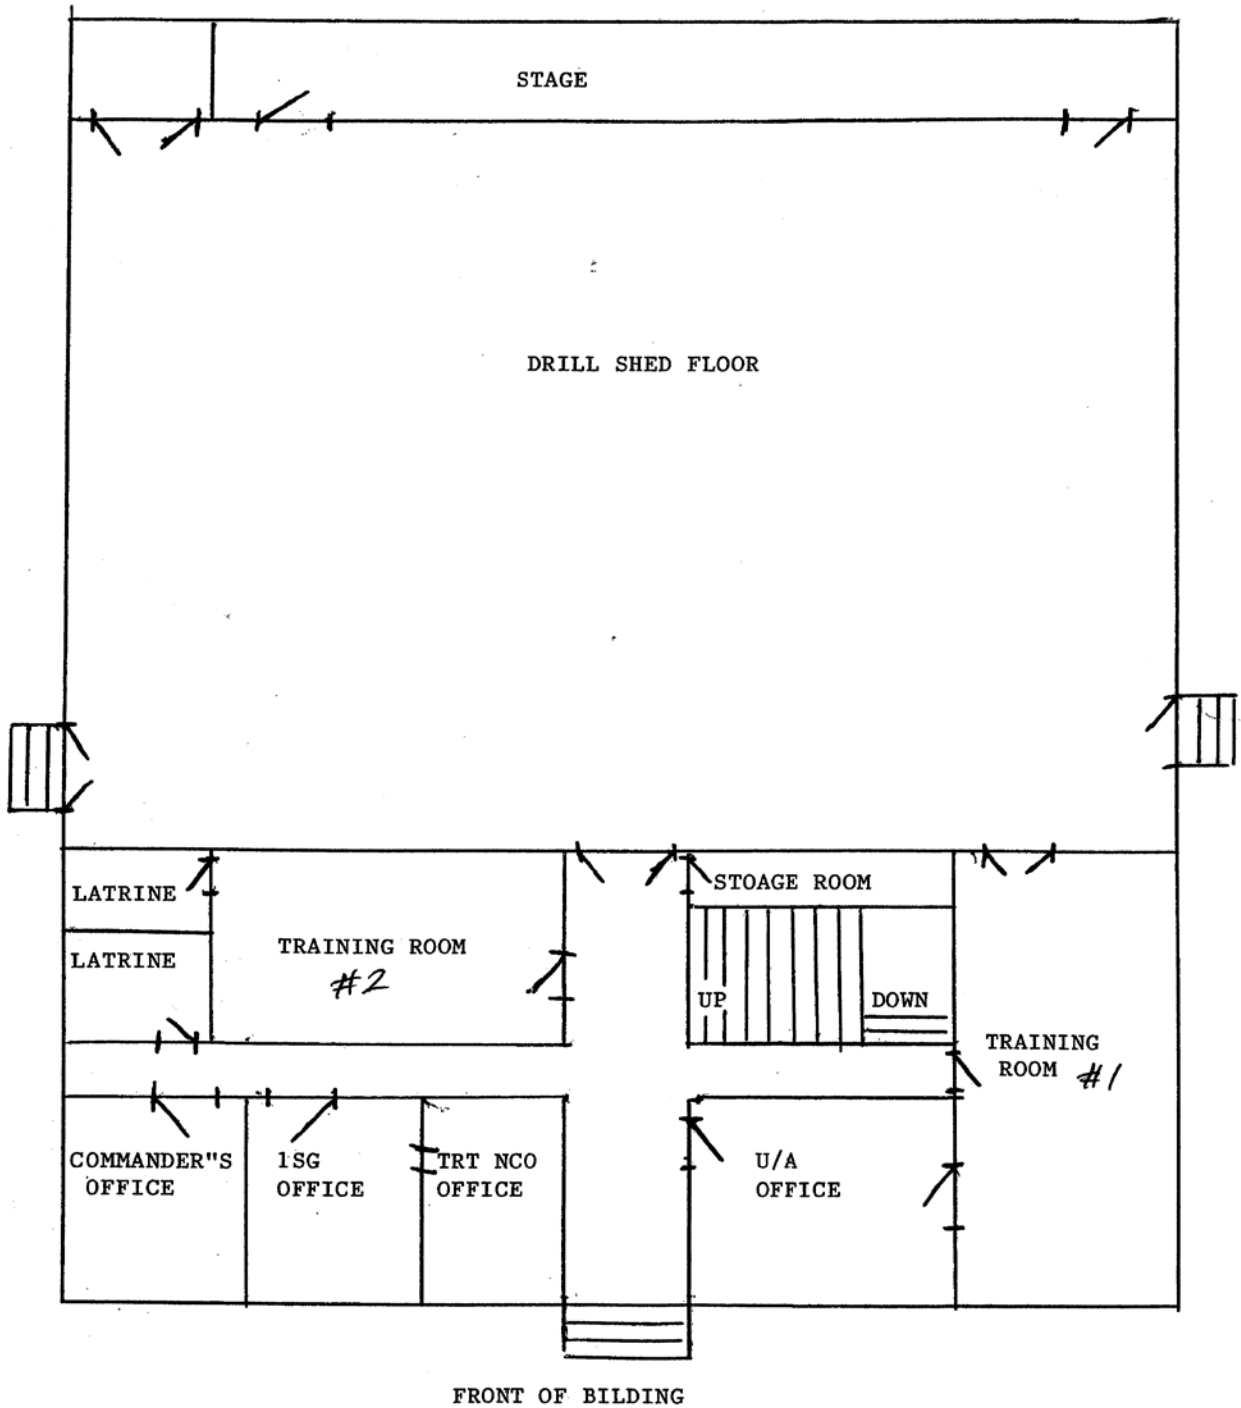 STAGE
DRILL SHED FLOOR
LATRINE
STOAGE ROOM
LATRINE
TRAINING ROOM
#2
UP
DOWN
TRAINING
ROOM #1
COMMANDER"S
OFFICE
1SG
OFFICE
TRT NCO
OFFICE
U/A
OFFICE
FRONT OF BILDING